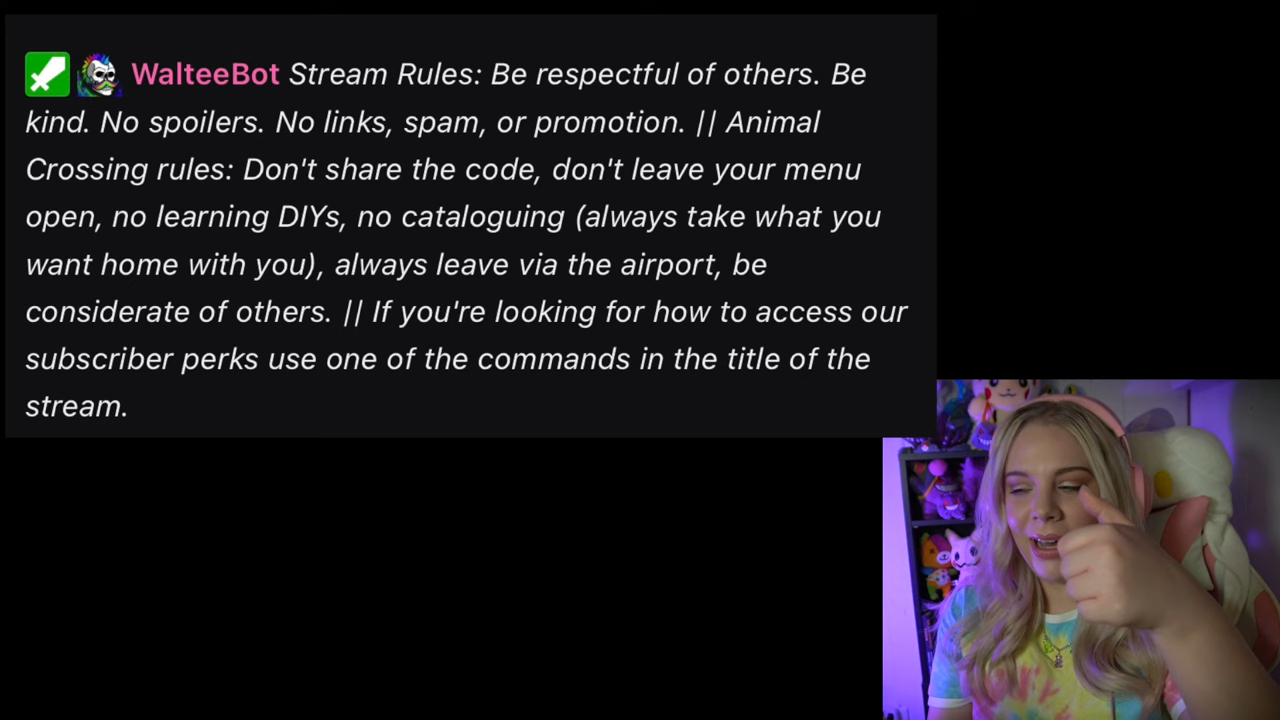 WalteeBot Stream Rules: Be respectful of others. Be
kind. No spoilers. No links, spam, or promotion. || Animal
Crossing rules: Don't share the code, don't leave your menu
open, no learning DIYs, no cataloguing (always take what you
want home with you), always leave via the airport, be
considerate of others. || If you're looking for how to access our
subscriber perks use one of the commands in the title of the
stream.